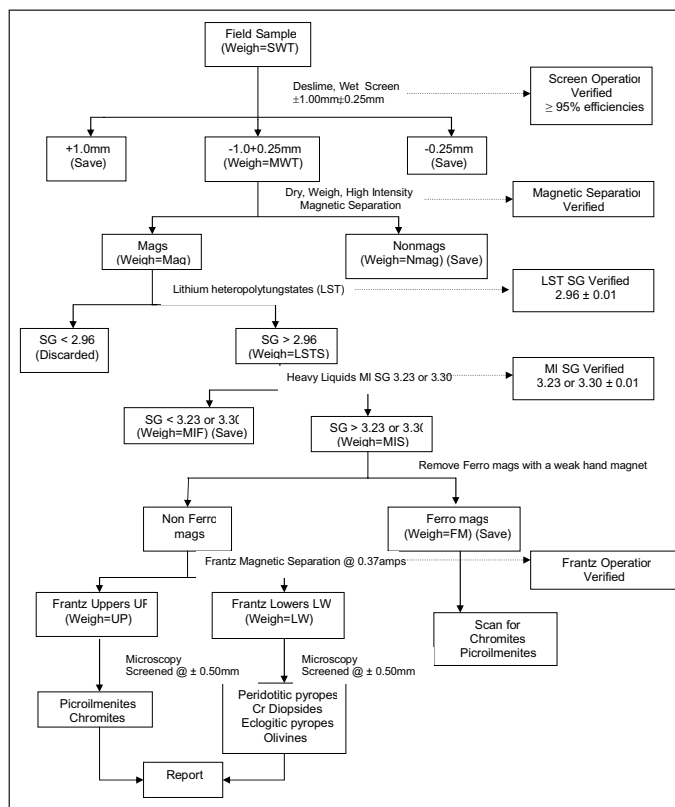 Field Sample
(Weigh=SWT)
Deslime, Wet Screen
±1.00mm±0.25mm
Screen Operation
Verified
≥ 95% efficiencies
+1.0mm
(Save)
-1.0+0.25mm
(Weigh=MWT)
-0.25mm
(Save)
Dry, Weigh, High Intensity
Magnetic Separation
Magnetic Separation
Verified
Mags
(Weigh=Mag)
Nonmags
(Weigh=Nmag) (Save)
Lithium heteropolytungstates (LST)
LST SG Verified
2.96 ± 0.01
SG < 2.96
(Discarded)
SG > 2.96
(Weigh=LSTS)
Heavy Liquids MI SG 3.23 or 3.30
MI SG Verified
3.23 or 3.30 ± 0.01
SG < 3.23 or 3.30
(Weigh=MIF) (Save)
SG > 3.23 or 3.30
(Weigh=MIS)
Remove Ferro mags with a weak hand magnet
Non Ferro
mags
Ferro mags
(Weigh=FM) (Save)
Frantz Magnetic Separation @ 0.37amps
Frantz Operation
Verified
Frantz Uppers UP
(Weigh=UP)
Frantz Lowers LW
(Weigh=LW)
Scan for
Chromites
Picroilmenites
Microscopy
Screened @ ± 0.50mm
Microscopy
Screened @ ± 0.50mm
Picroilmenites
Chromites
Peridotitic pyropes
Cr Diopsides
Eclogitic pyropes
Olivines
Report